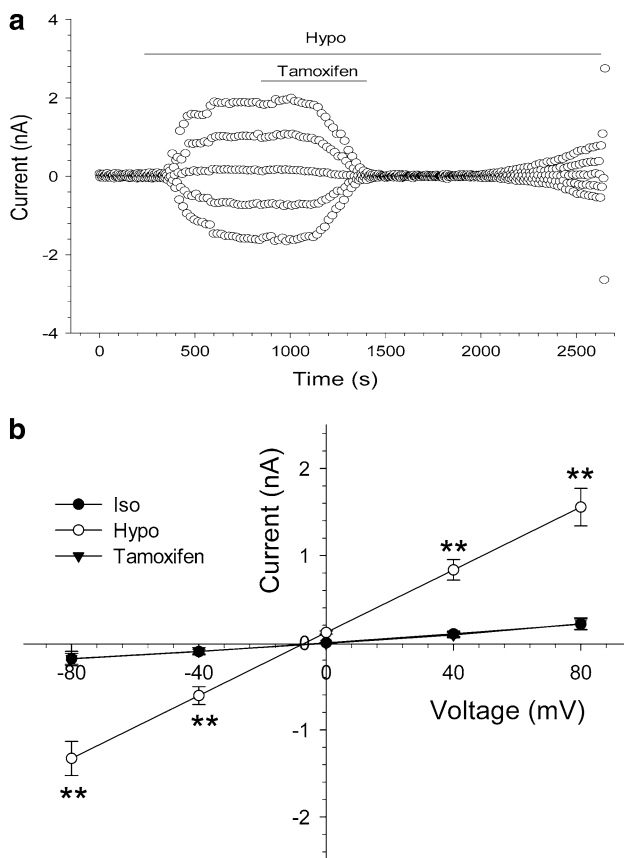 a
Hypo
Tamoxifen
Current (nA)
4
2
0
-2
-4
0 500 1000 1500 2000 2500
Time (s)
b
Iso
Hypo
Tamoxifen
Current (nA)
2
1
0
-1
-2
-80 -40 0 40 80
Voltage (mV)
**
**
**
**